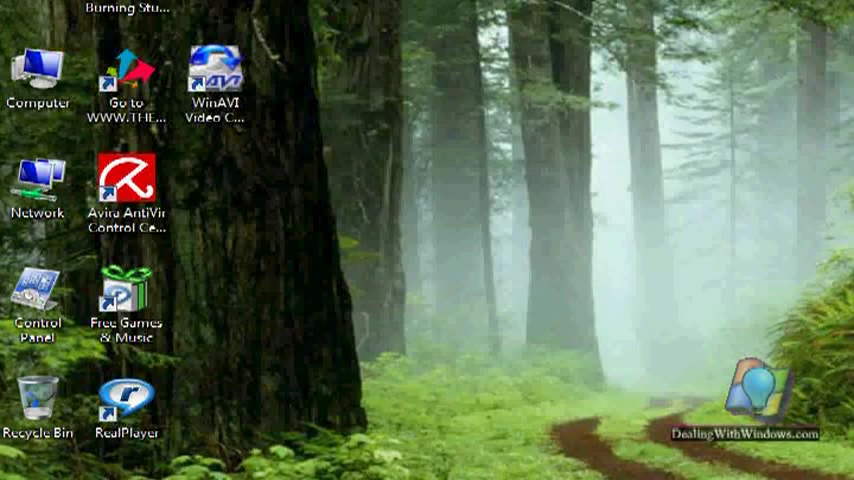 Burning Stu...
Computer
Go to
WWW.THE...
WinAVI
Video C...
Network
Avira AntiVir
Control Ce...
Control
Panel
Free Games
& Music
Recycle Bin
RealPlayer
DealingWithWindows.com